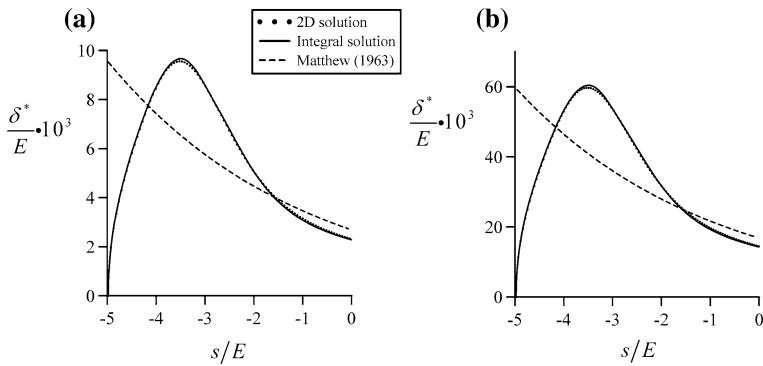 (a)
2D solution
Integral solution
Matthew (1963)
δ*/E •10³
10
8
6
4
2
0
-5 -4 -3 -2 -1 0
s/E
(b)
δ*/E •10³
60
40
20
0
-5 -4 -3 -2 -1 0
s/E